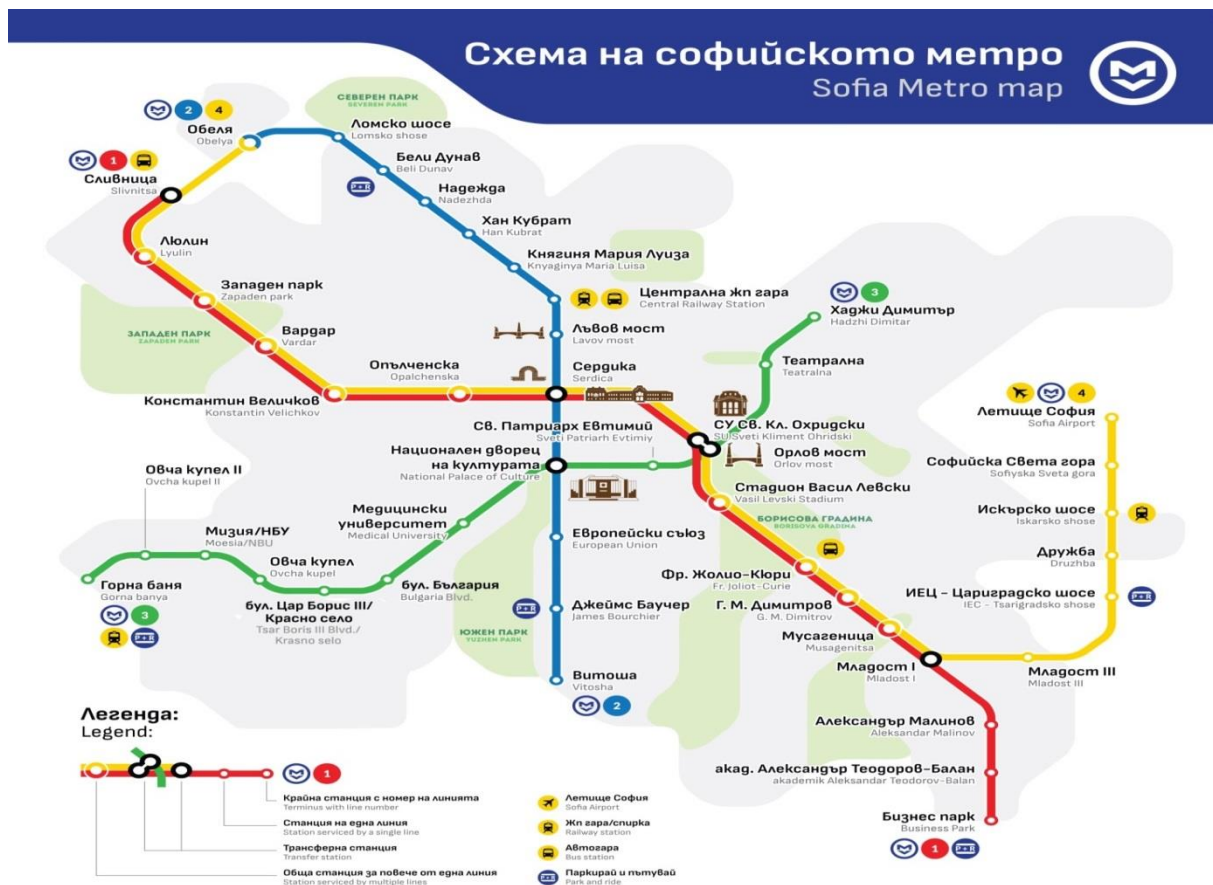 Схема на софийското метро
Sofia Metro map
СЕВЕРЕН ПАРК
SEVEREN PARK
2 4
Обеля
Obelya
Ломско шосе
Lomsko shose
1
Сливница
Slivnitsa
Бели Дунав
Beli Dunav
P+R
Надежда
Nadezhda
Хан Кубрат
Han Kubrat
Люлин
Lyulin
Княгиня Мария Луиза
Knyaginya Maria Luisa
Западен парк
Zapaden park
Централна жп гара
Central Railway Station
3
Хаджи Димитър
Hadzhi Dimitar
ЗАПАДЕН ПАРК
ZAPADEN PARK
Вардар
Vardar
Лъвов мост
Lavov most
Театрална
Teatralna
Опълченска
Opalchenska
Сердика
Serdica
Константин Величков
Konstantin Velichkov
4
Летище София
Sofia Airport
Св. Патриарх Евтимий
Sveti Patriarh Evtimiy
СУ Св. Кл. Охридски
SU Sveti Kliment Ohridski
Национален дворец
на културата
National Palace of Culture
Орлов мост
Orlov most
Овча купел II
Ovcha kupel II
Софийска Света гора
Sofiyska Sveta gora
Стадион Васил Левски
Vasil Levski Stadium
Медицински
университет
Medical University
БОРИСОВА ГРАДИНА
BORISOVA GRADINA
Искърско шосе
Iskarsko shose
Мизия/НБУ
Moesia/NBU
Европейски съюз
European Union
Дружба
Druzhba
Овча купел
Ovcha kupel
Горна баня
Gorna banya
3
P+R
бул. България
Bulgaria Blvd.
Фр. Жолио-Кюри
Fr. Joliot-Curie
ИЕЦ - Цариградско шосе
IEC - Tsarigradsko shose
P+R
бул. Цар Борис III/
Красно село
Tsar Boris III Blvd./
Krasno selo
P+R
Джеймс Баучер
James Bourchier
Г. М. Димитров
G. M. Dimitrov
ЮЖЕН ПАРК
YUZHEN PARK
Мусагеница
Musagenitsa
Младост I
Mladost I
Младост III
Mladost III
Витоша
Vitosha
2
Александър Малинов
Aleksandar Malinov
акад. Александър Теодоров-Балан
akademik Aleksandar Teodorov-Balan
Бизнес парк
Business Park
1 P+R
Легенда:
Legend:
1
Крайна станция с номер на линията
Terminus with line number
Станция на една линия
Station serviced by a single line
Трансферна станция
Transfer station
Обща станция за повече от една линия
Station serviced by multiple lines
Летище София
Sofia Airport
Жп гара/спирка
Railway station
Автогара
Bus station
P+R
Паркирай и пътувай
Park and ride